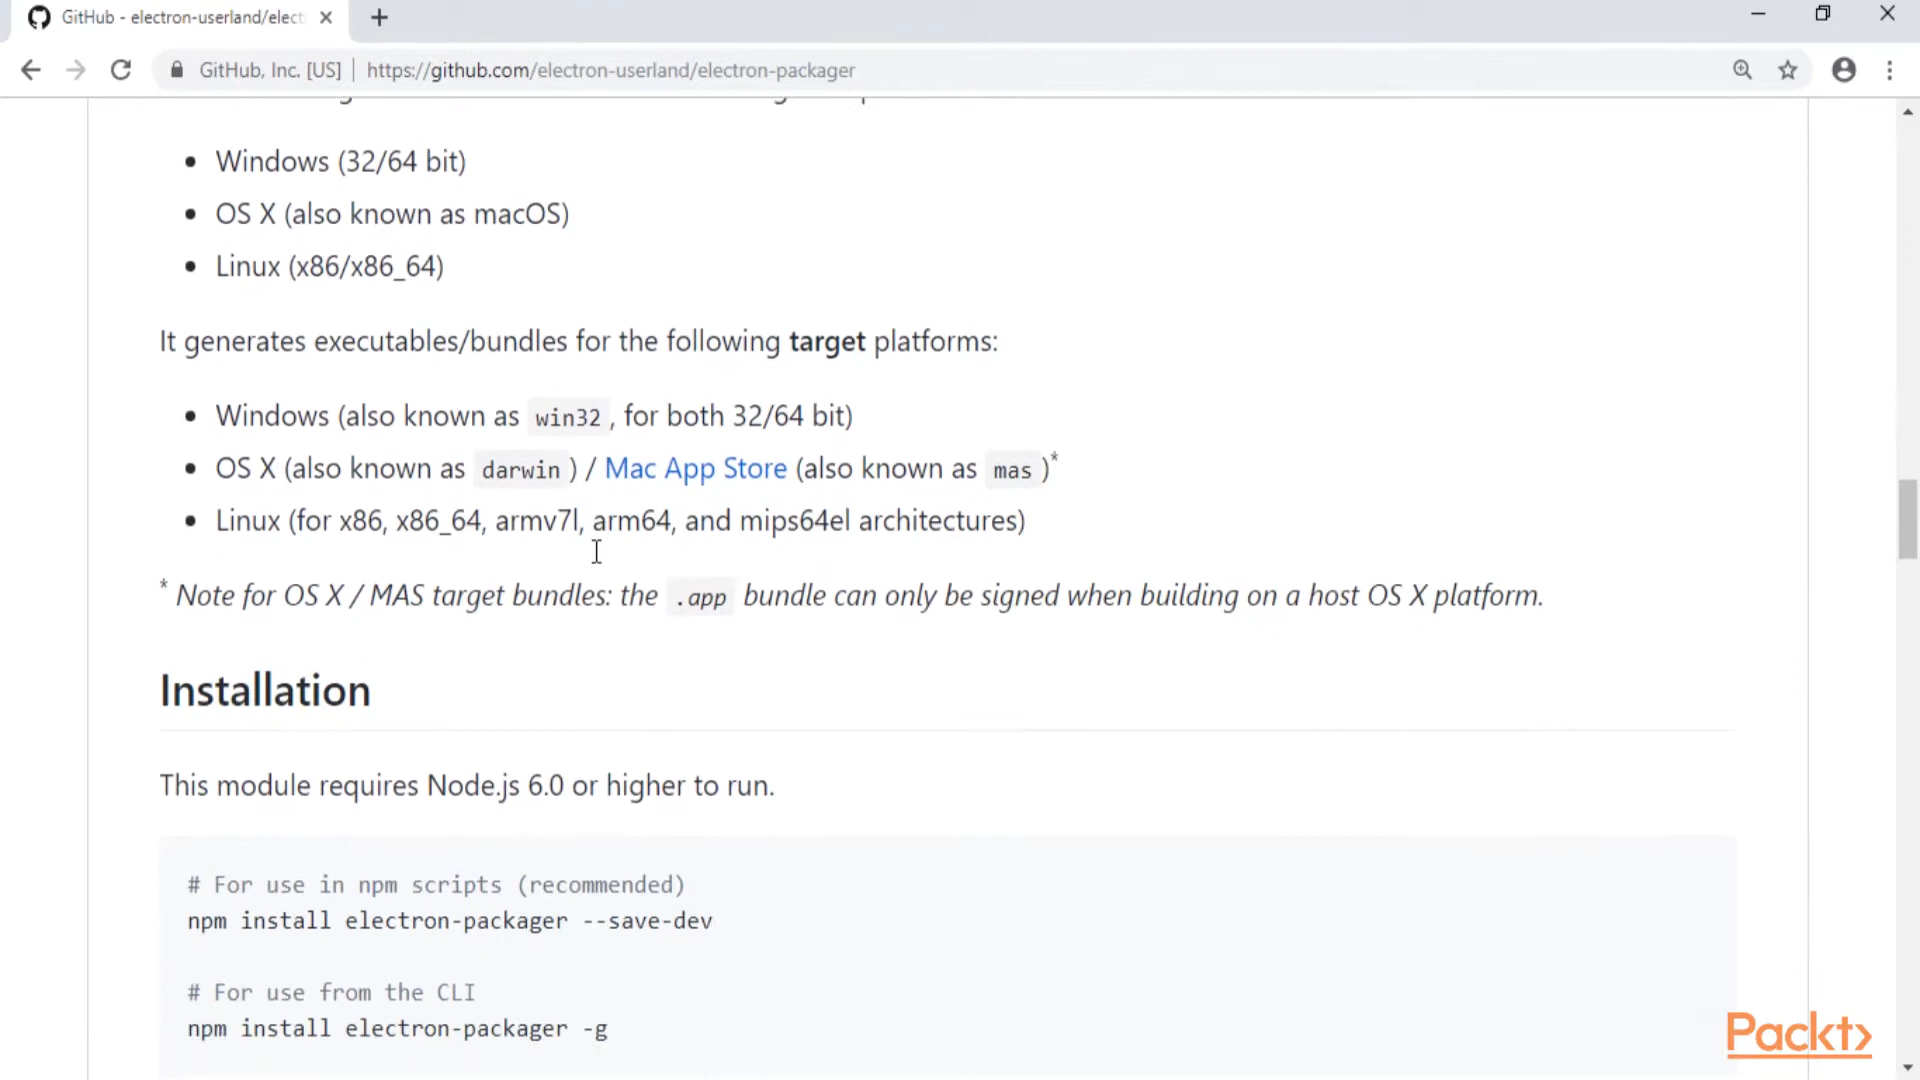 GitHub - electron-userland/elect
GitHub, Inc. [US] | https://github.com/electron-userland/electron-packager
• Windows (32/64 bit)
• OS X (also known as macOS)
• Linux (x86/x86_64)
It generates executables/bundles for the following target platforms:
• Windows (also known as win32 , for both 32/64 bit)
• OS X (also known as darwin ) / Mac App Store (also known as mas )*
• Linux (for x86, x86_64, armv7l, arm64, and mips64el architectures)
* Note for OS X / MAS target bundles: the .app bundle can only be signed when building on a host OS X platform.
Installation
This module requires Node.js 6.0 or higher to run.
# For use in npm scripts (recommended)
npm install electron-packager --save-dev
# For use from the CLI
npm install electron-packager -g
Packt>